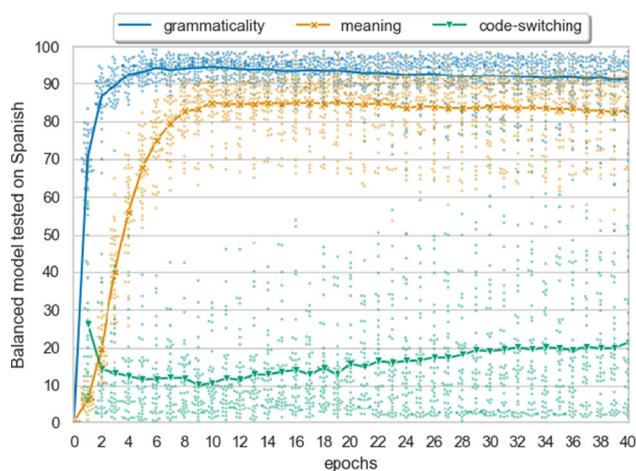 grammaticality meaning code-switching
100
90
80
70
60
50
40
30
20
10
0
Balanced model tested on Spanish
0 2 4 6 8 10 12 14 16 18 20 22 24 26 28 30 32 34 36 38 40
epochs